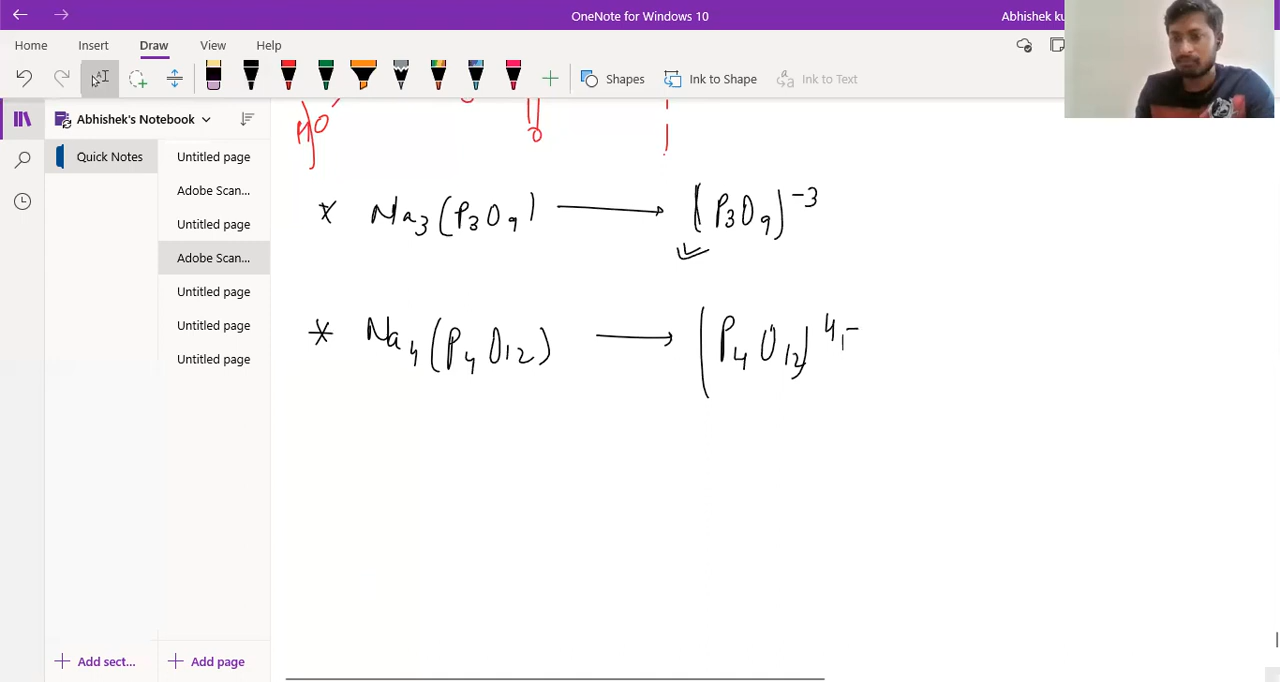 OneNote for Windows 10
Abhishek ku
Home Insert Draw View Help
Shapes Ink to Shape Ink to Text
Abhishek's Notebook
Quick Notes
Untitled page
Adobe Scan...
Untitled page
Adobe Scan...
Untitled page
Untitled page
Untitled page
Add sect... Add page
H2O
O
* Na3(P3O9) ⟶ (P3O9)−3
* Na4(P4O12) ⟶ (P4O12)4−